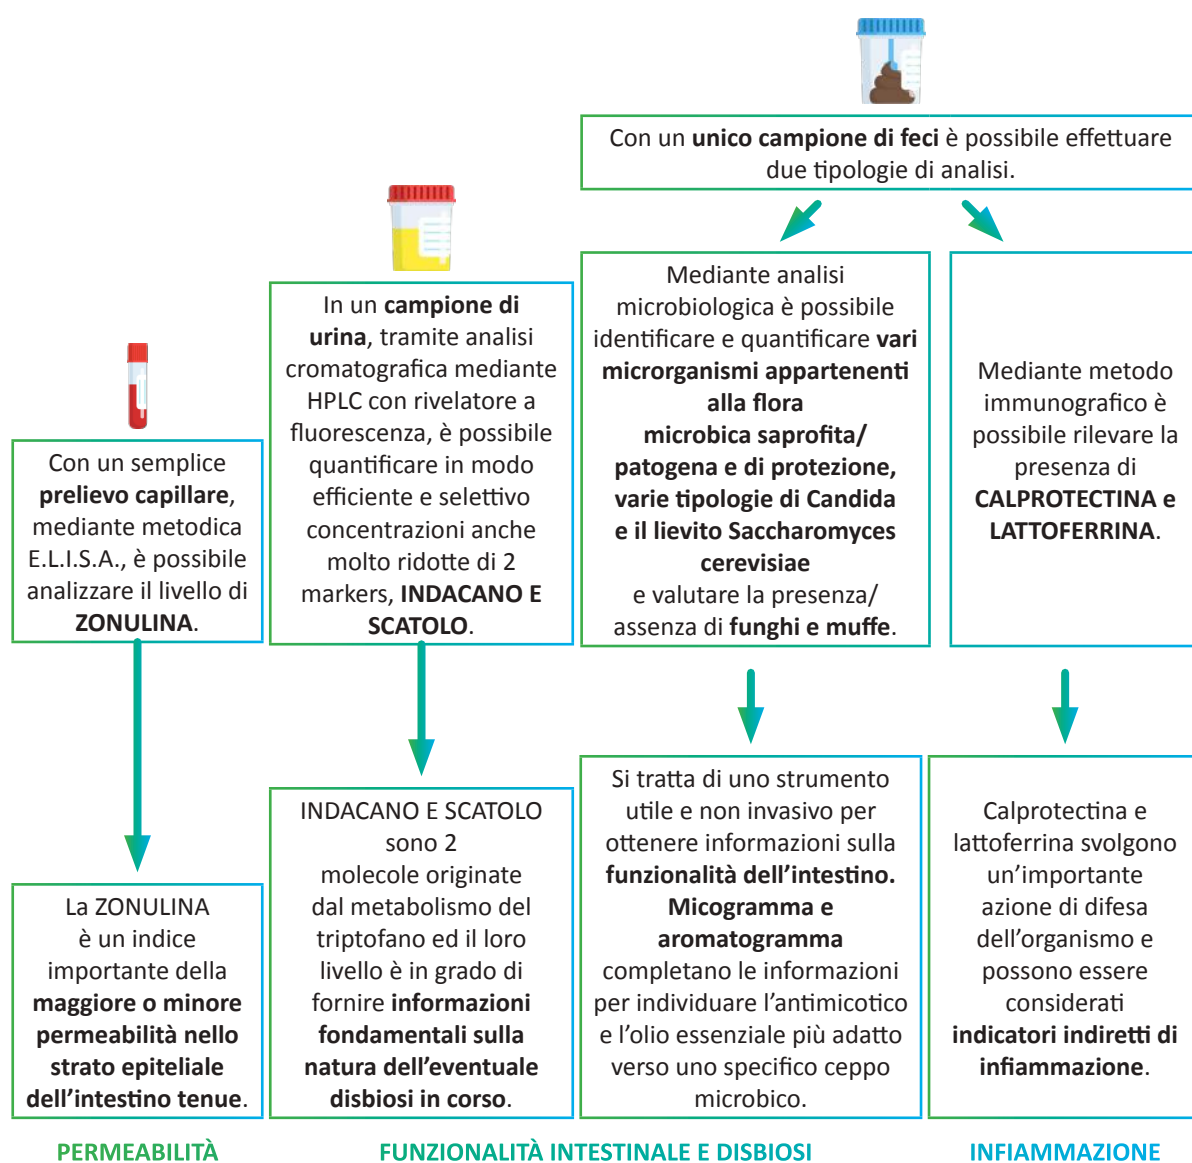 Con un unico campione di feci è possibile effettuare
due tipologie di analisi.
Con un semplice
prelievo capillare,
mediante metodica
E.L.I.S.A., è possibile
analizzare il livello di
ZONULINA.
In un campione di
urina, tramite analisi
cromatografica mediante
HPLC con rivelatore a
fluorescenza, è possibile
quantificare in modo
efficiente e selettivo
concentrazioni anche
molto ridotte di 2
markers, INDACANO E
SCATOLO.
Mediante analisi
microbiologica è possibile
identificare e quantificare vari
microrganismi appartenenti
alla flora
microbica saprofita/
patogena e di protezione,
varie tipologie di Candida
e il lievito Saccharomyces
cerevisiae
e valutare la presenza/
assenza di funghi e muffe.
Mediante metodo
immunografico è
possibile rilevare la
presenza di
CALPROTECTINA e
LATTOFERRINA.
La ZONULINA
è un indice
importante della
maggiore o minore
permeabilità nello
strato epiteliale
dell'intestino tenue.
INDACANO E SCATOLO
sono 2
molecole originate
dal metabolismo del
triptofano ed il loro
livello è in grado di
fornire informazioni
fondamentali sulla
natura dell'eventuale
disbiosi in corso.
Si tratta di uno strumento
utile e non invasivo per
ottenere informazioni sulla
funzionalità dell'intestino.
Micogramma e
aromatogramma
completano le informazioni
per individuare l'antimicotico
e l'olio essenziale più adatto
verso uno specifico ceppo
microbico.
Calprotectina e
lattoferrina svolgono
un'importante
azione di difesa
dell'organismo e
possono essere
considerati
indicatori indiretti di
infiammazione.
PERMEABILITÀ
FUNZIONALITÀ INTESTINALE E DISBIOSI
INFIAMMAZIONE